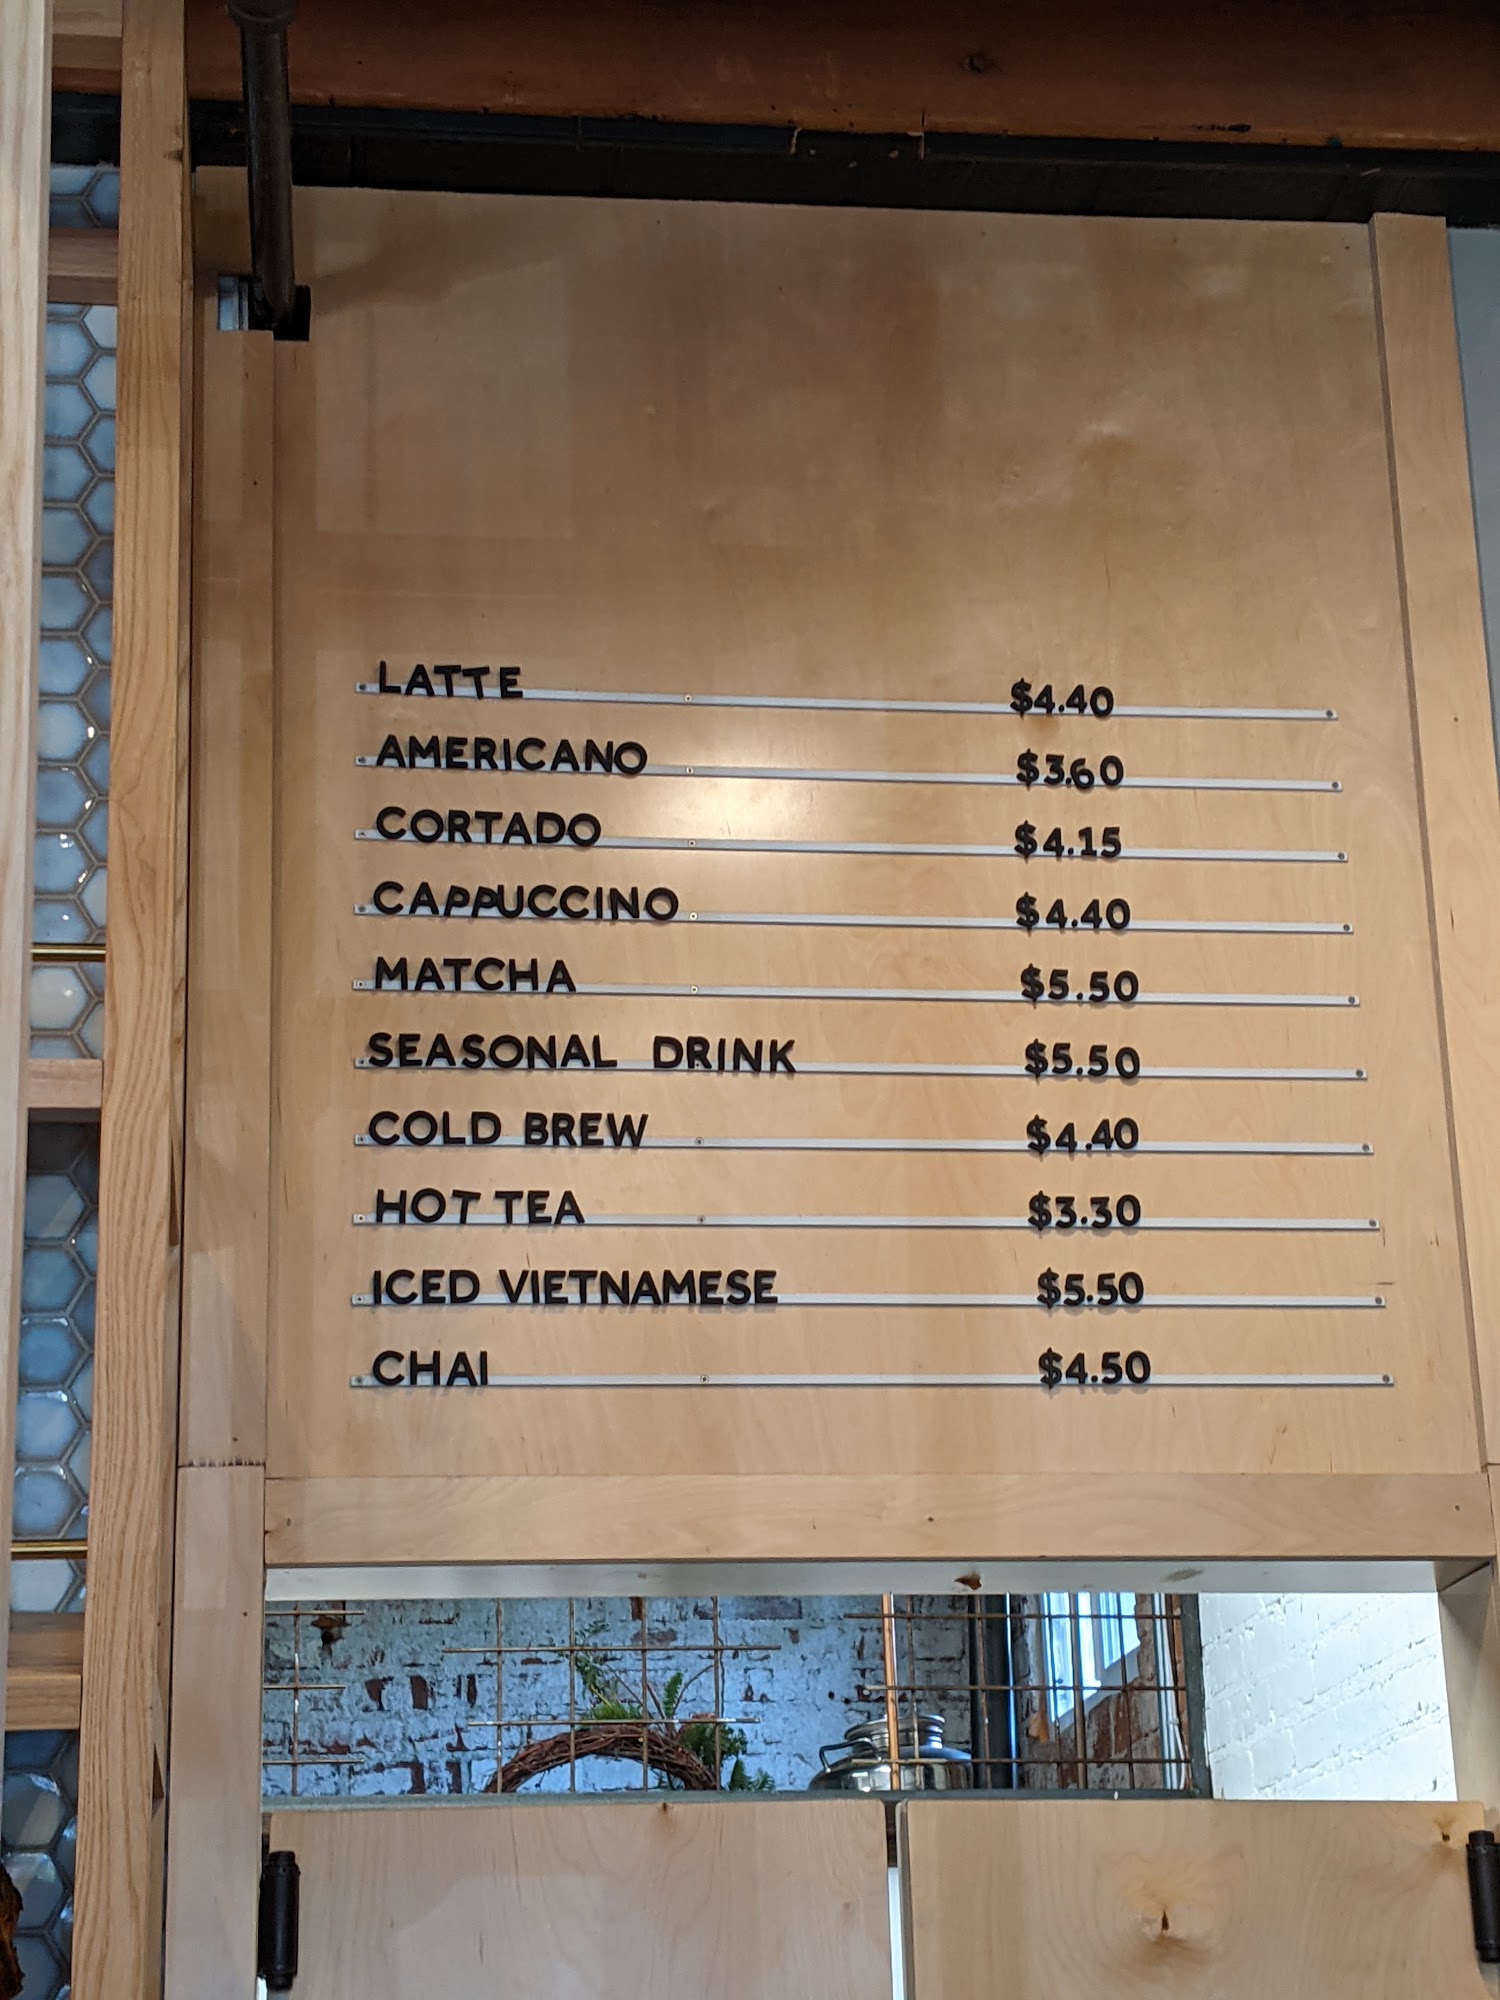 LATTE $4.40
AMERICANO $3.60
CORTADO $4.15
CAPPUCCINO $4.40
MATCHA $5.50
SEASONAL DRINK $5.50
COLD BREW $4.40
HOT TEA $3.30
ICED VIETNAMESE $5.50
CHAI $4.50